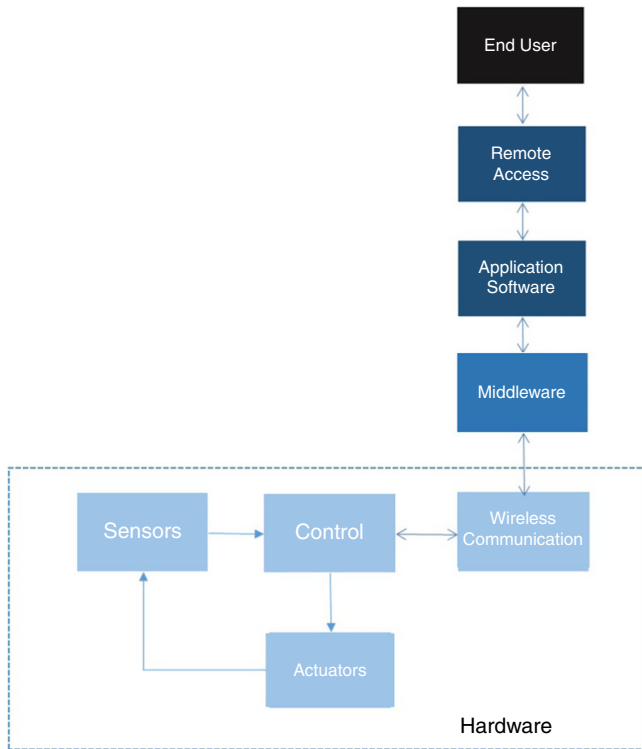 End User
Remote
Access
Application
Software
Middleware
Sensors
Control
Wireless
Communication
Actuators
Hardware